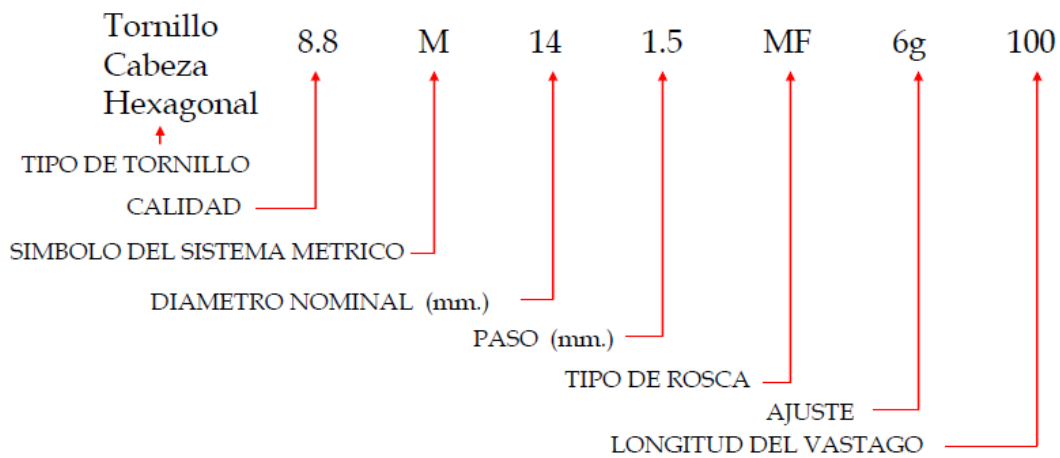 Tornillo
Cabeza
Hexagonal
8.8 M 14 1.5 MF 6g 100
TIPO DE TORNILLO
CALIDAD
SIMBOLO DEL SISTEMA METRICO
DIAMETRO NOMINAL (mm.)
PASO (mm.)
TIPO DE ROSCA
AJUSTE
LONGITUD DEL VASTAGO